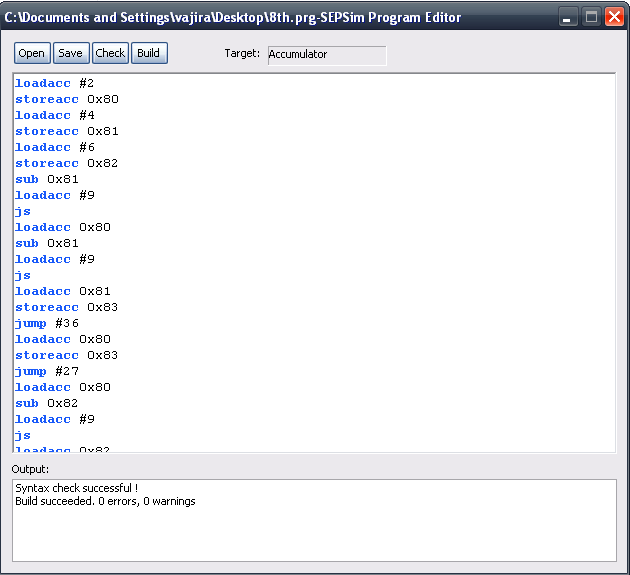 C:\Documents and Settings\vajira\Desktop\8th.prg-SEPSim Program Editor
Open Save Check Build Target: Accumulator
loadacc #2
storeacc 0x80
loadacc #4
storeacc 0x81
loadacc #6
storeacc 0x82
sub 0x81
loadacc #9
js
loadacc 0x80
sub 0x81
loadacc #9
js
loadacc 0x81
storeacc 0x83
jump #36
loadacc 0x80
storeacc 0x83
jump #27
loadacc 0x80
sub 0x82
loadacc #9
js
loadacc 0x82
Output:
Syntax check successful !
Build succeeded. 0 errors, 0 warnings